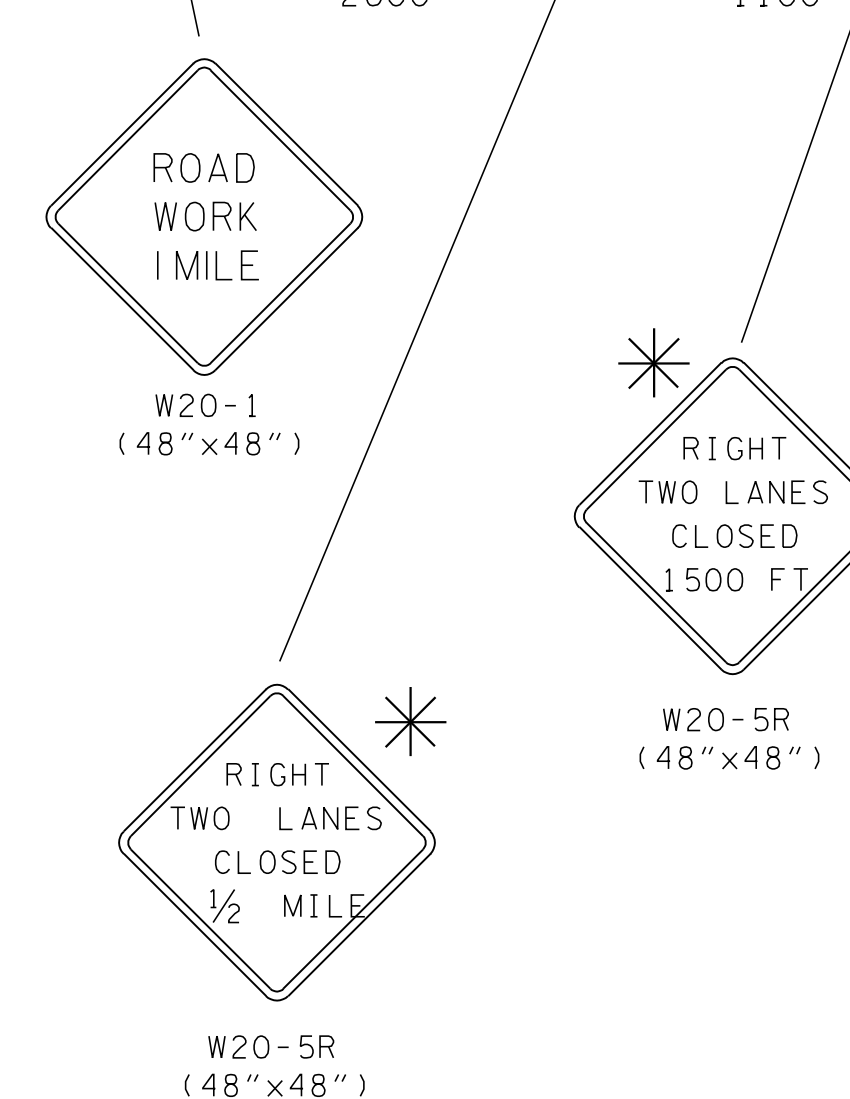 ROAD
WORK
1 MILE
W20-1
(48"x48")
RIGHT
TWO LANES
CLOSED
1500 FT
W20-5R
(48"x48")
RIGHT
TWO LANES
CLOSED
½ MILE
W20-5R
(48"x48")